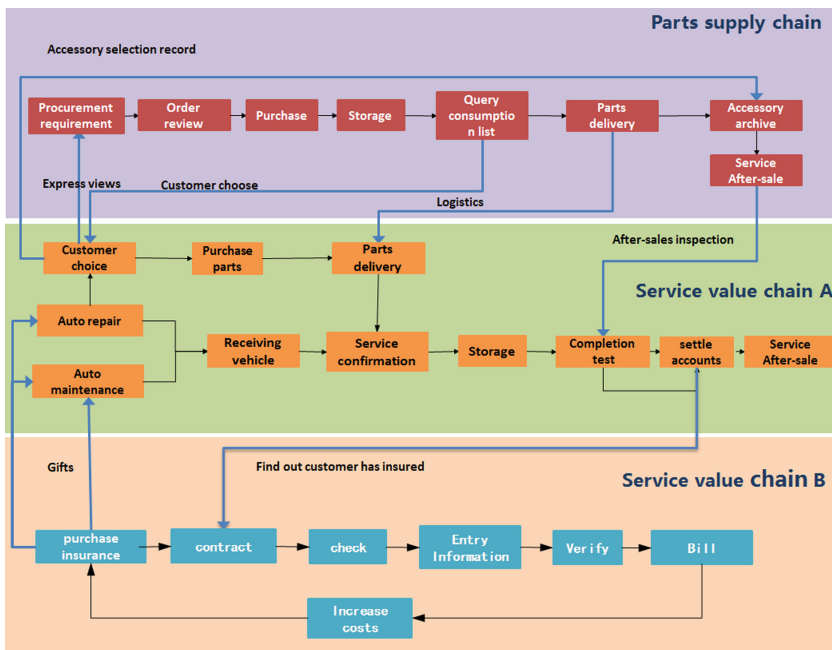 Parts supply chain
Accessory selection record
Procurement
requirement
Order
review
Purchase
Storage
Query
consumptio
n list
Parts
delivery
Accessory
archive
Service
After-sale
Express views
Customer choose
Logistics
After-sales inspection
Customer
choice
Purchase
parts
Parts
delivery
Service value chain A
Auto repair
Auto
maintenance
Receiving
vehicle
Service
confirmation
Storage
Completion
test
settle
accounts
Service
After-sale
Gifts
Find out customer has insured
Service value chain B
purchase
insurance
contract
check
Entry
Information
Verify
Bill
Increase
costs